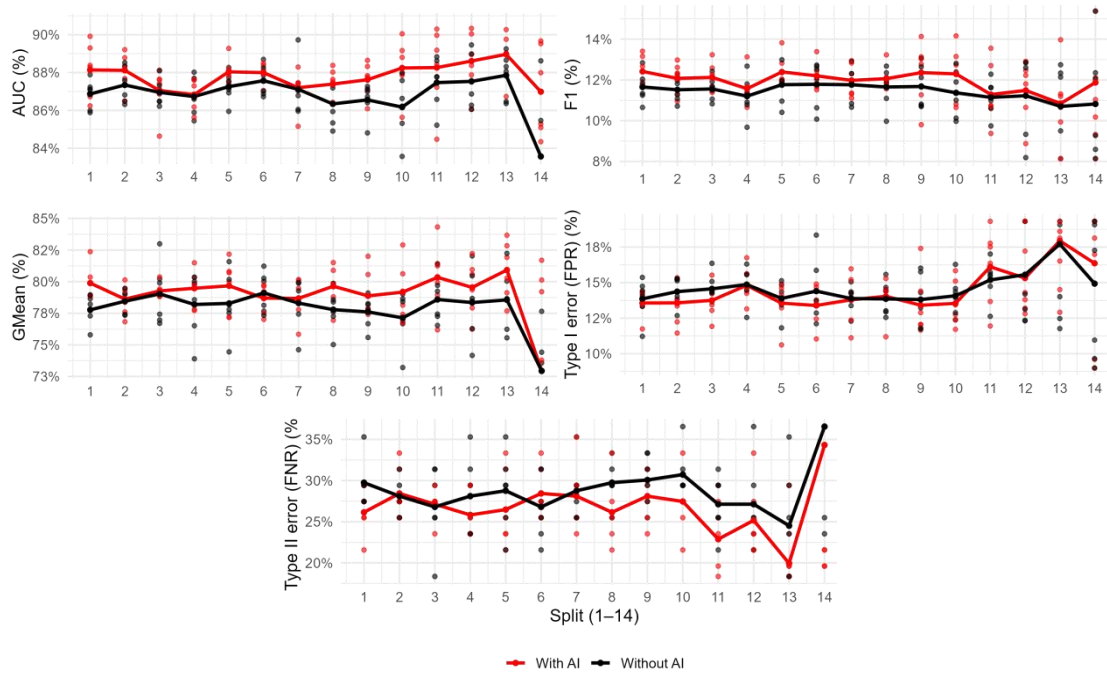 AUC (%)
90%
88%
86%
84%
1 2 3 4 5 6 7 8 9 10 11 12 13 14
F1 (%)
14%
12%
10%
8%
1 2 3 4 5 6 7 8 9 10 11 12 13 14
GMean (%)
85%
82%
80%
78%
75%
73%
1 2 3 4 5 6 7 8 9 10 11 12 13 14
Type I error (FPR) (%)
18%
15%
12%
10%
1 2 3 4 5 6 7 8 9 10 11 12 13 14
Type II error (FNR) (%
35%
30%
25%
20%
1 2 3 4 5 6 7 8 9 10 11 12 13 14
Split (1–14)
With AI Without AI